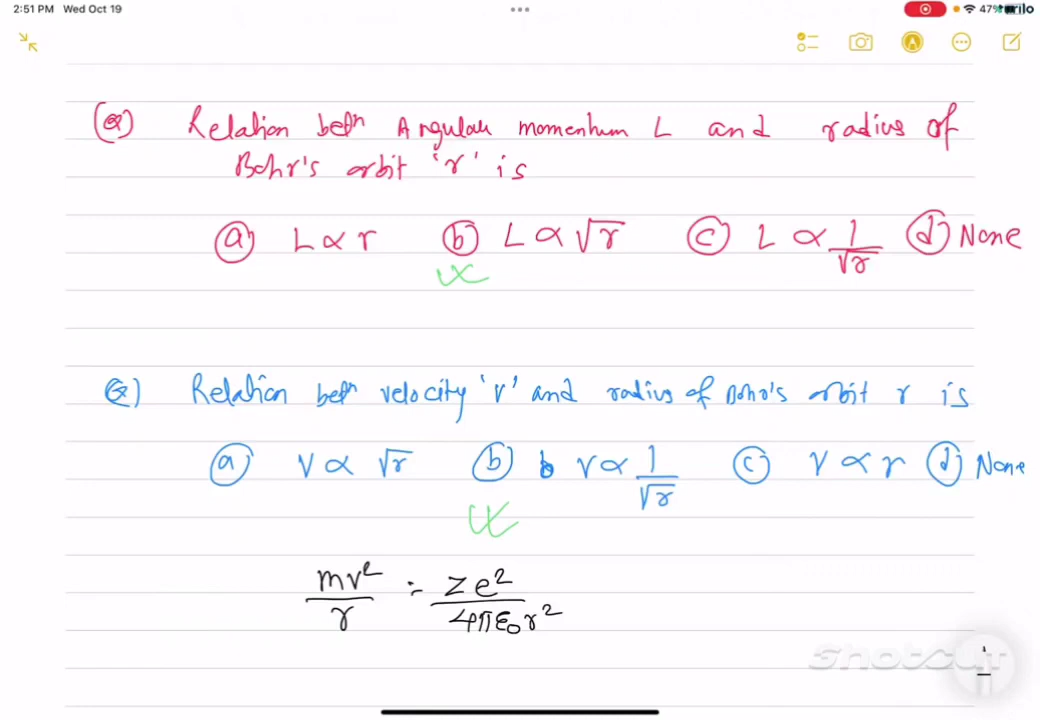 2:51 PM Wed Oct 19
47%
(Q) Relation betn Angular momentum L and radius of
Bohr's orbit 'r' is
(a) L ∝ r (b) L ∝ √r (c) L ∝ 1/√r (d) None
(Q) Relation betn velocity 'v' and radius of Bohr's orbit r is
(a) v ∝ √r (b) v ∝ 1/√r (c) v ∝ r (d) None
mv²/r = Ze²/4πε₀r²
Shotcut